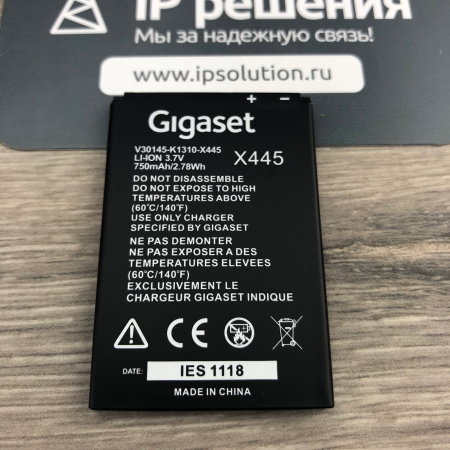 IP решения
Мы за надежную связь!
www.ipsolution.ru
+ −
Gigaset
V30145-K1310-X445
LI-ION 3.7V
750mAh/2.78Wh
X445
DO NOT DISASSEMBLE
DO NOT EXPOSED TO HIGH
TEMPERATURES ABOVE
(60℃/140℉)
USE ONLY CHARGER
SPECIFIED BY GIGASET
NE PAS DEMONTER
NE PAS EXPOSER A DES
TEMPERATURES ELEVEES
(60℃/140℉)
EXCLUSIVEMENT LE
CHARGEUR GIGASET INDIQUE
DATE: IES 1118
MADE IN CHINA